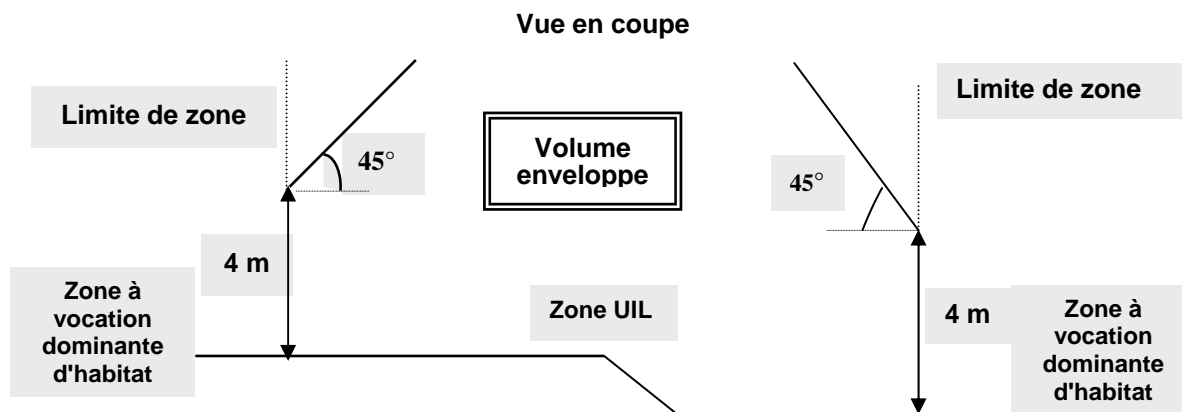 Vue en coupe
Limite de zone
Limite de zone
45°
Volume
enveloppe
45°
4 m
Zone à
vocation
dominante
d'habitat
Zone UIL
4 m
Zone à
vocation
dominante
d'habitat